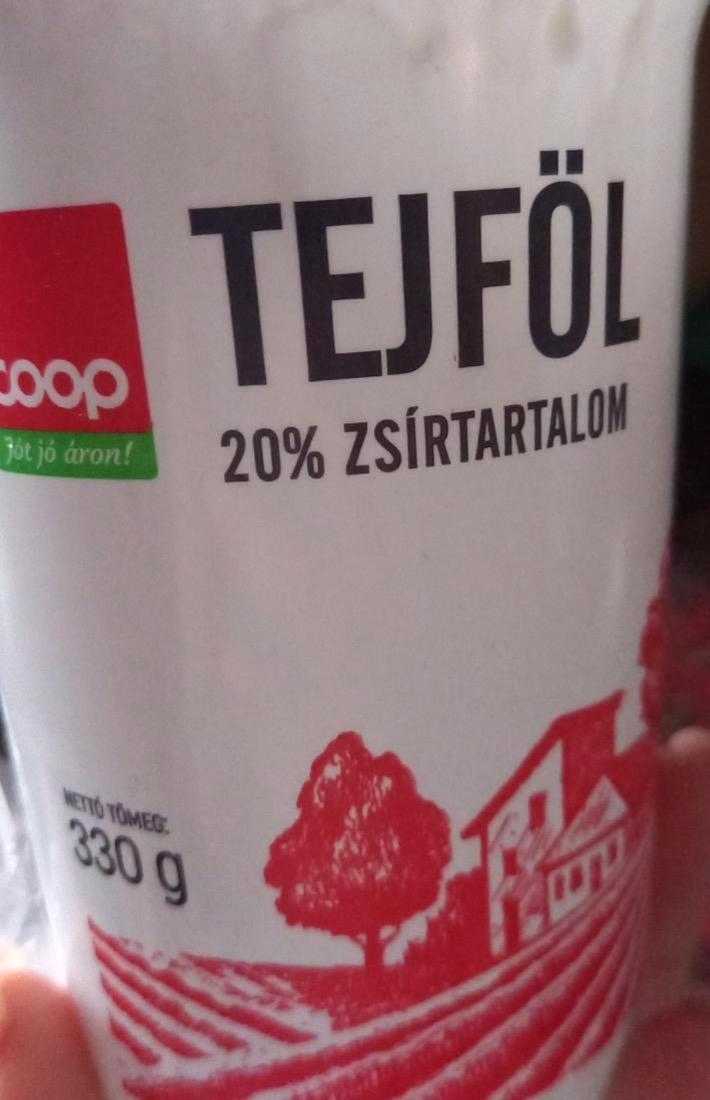 TEJFÖL
20% ZSÍRTARTALOM
coop
Jót jó áron!
NETTÓ TÖMEG:
330 g